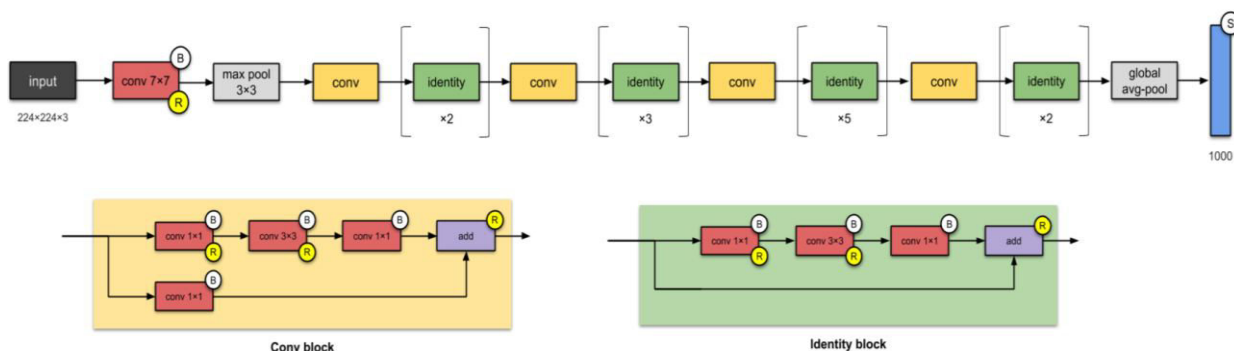 input
224×224×3
conv 7×7
B
R
max pool
3×3
conv
identity
×2
conv
identity
×3
conv
identity
×5
conv
identity
×2
global
avg-pool
S
1000
conv 1×1
B
R
conv 3×3
B
R
conv 1×1
B
add
R
conv 1×1
B
Conv block
conv 1×1
B
R
conv 3×3
B
R
conv 1×1
B
add
R
Identity block